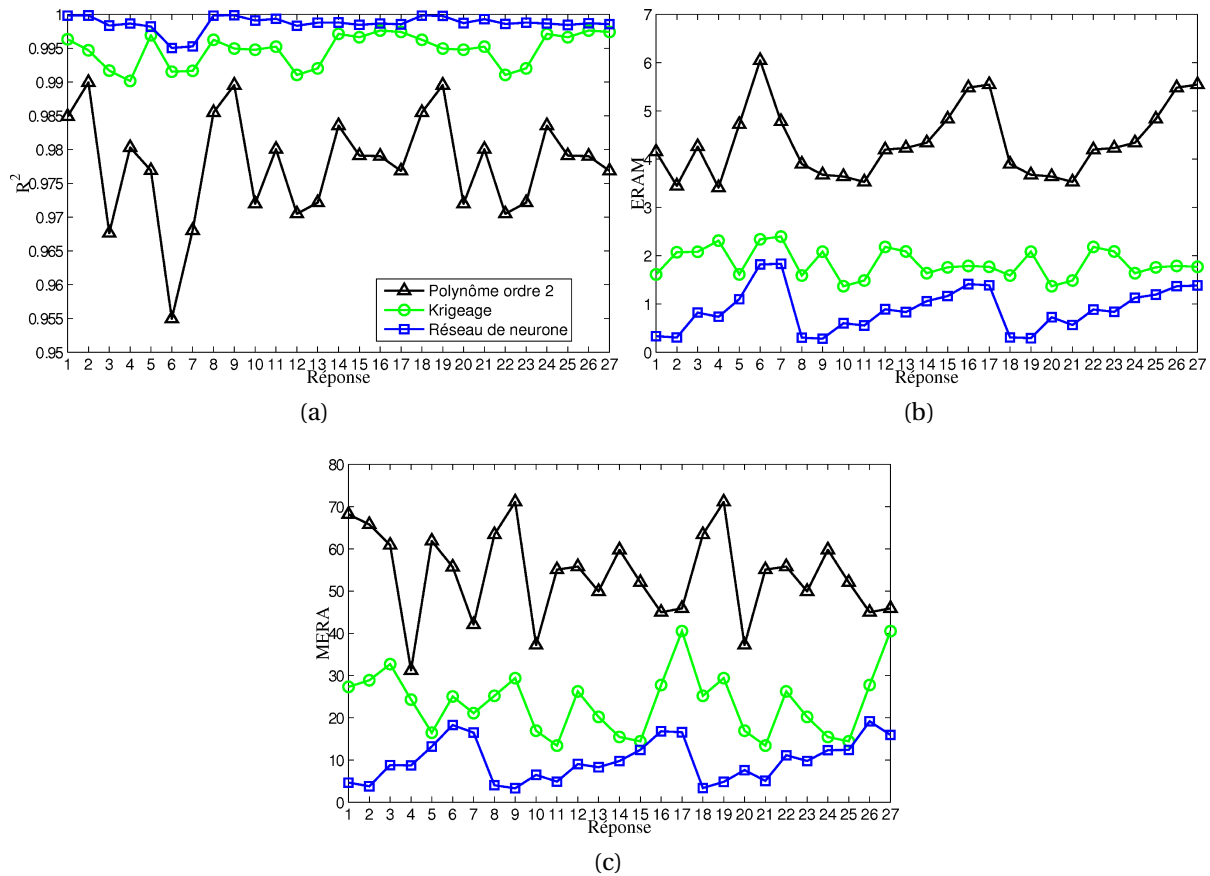 1
0.995
0.99
0.985
0.98
0.975
0.97
0.965
0.96
0.955
0.95
R²
Polynôme ordre 2
Krigeage
Réseau de neurone
1 2 3 4 5 6 7 8 9 10 11 12 13 14 15 16 17 18 19 20 21 22 23 24 25 26 27
Réponse
(a)
7
6
5
4
3
2
1
0
ERAM
1 2 3 4 5 6 7 8 9 10 11 12 13 14 15 16 17 18 19 20 21 22 23 24 25 26 27
Réponse
(b)
80
70
60
50
40
30
20
10
0
MERA
1 2 3 4 5 6 7 8 9 10 11 12 13 14 15 16 17 18 19 20 21 22 23 24 25 26 27
Réponse
(c)